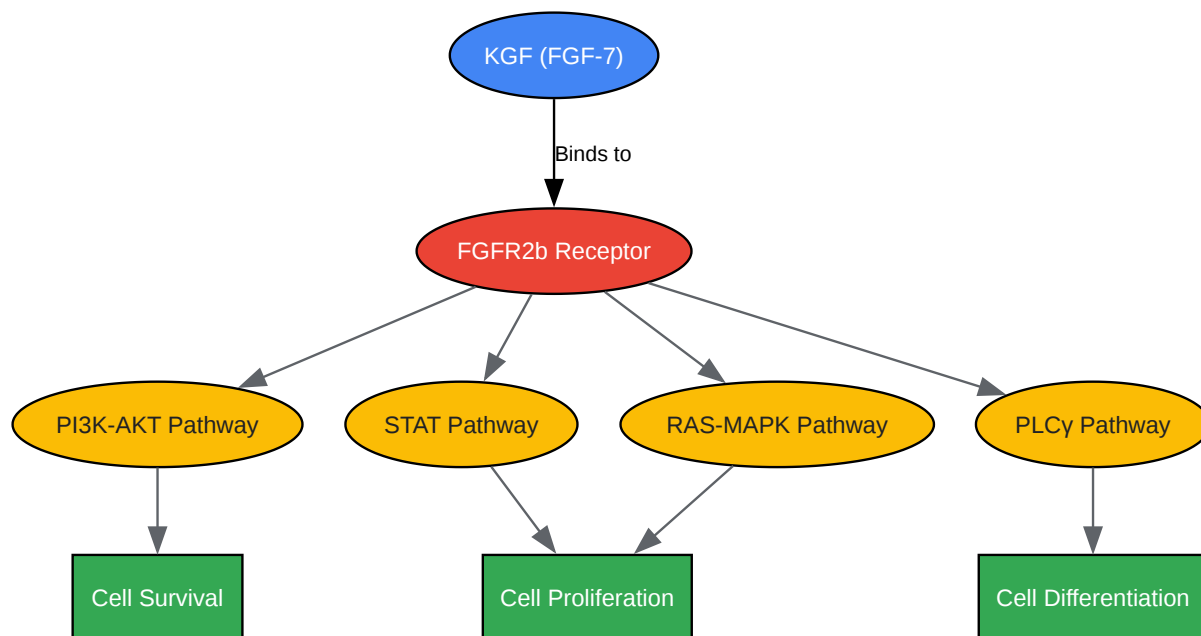 KGF (FGF-7)
Binds to
FGFR2b Receptor
PI3K-AKT Pathway
STAT Pathway
RAS-MAPK Pathway
PLCγ Pathway
Cell Survival
Cell Proliferation
Cell Differentiation